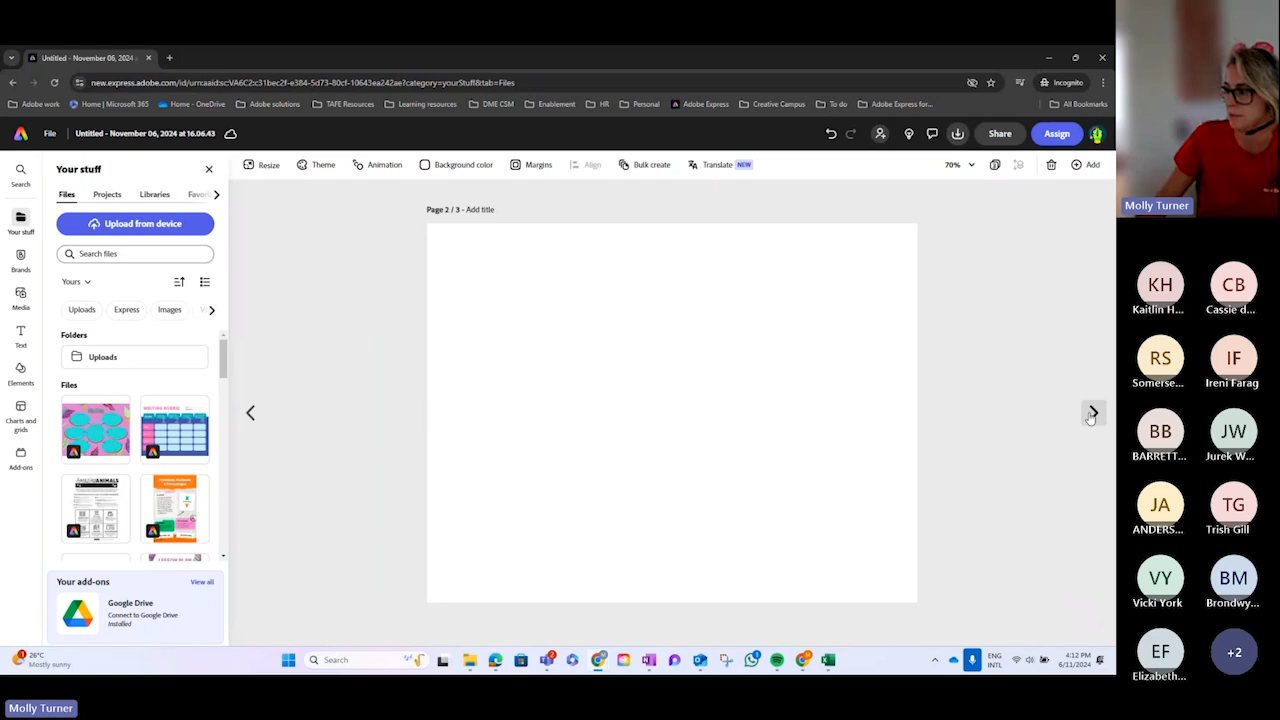 Untitled - November 06, 2024
new.express.adobe.com/id/urn:aaid:sc:VA6C2:c31bec2f-e384-5d73-80cf-10643ea242ae?category=yourStuff&tab=Files
Incognito
Adobe work
Home | Microsoft 365
Home - OneDrive
Adobe solutions
TAFE Resources
Learning resources
DME CSM
Enablement
HR
Personal
Adobe Express
Creative Campus
To do
Adobe Express for...
All Bookmarks
File
Untitled - November 06, 2024 at 16.06.43
Share
Assign
Search
Your stuff
Brands
Media
Text
Elements
Charts and
grids
Add-ons
Your stuff
Files
Projects
Libraries
Favori
Upload from device
Search files
Yours
Uploads
Express
Images
Folders
Uploads
Files
Your add-ons
View all
Google Drive
Connect to Google Drive
Installed
Resize
Theme
Animation
Background color
Margins
Align
Bulk create
Translate NEW
70%
Add
Page 2 / 3 - Add title
26°C
Mostly sunny
Search
ENG
INTL
4:12 PM
6/11/2024
Molly Turner
KH
Kaitlin H...
CB
Cassie d...
RS
Somerse...
IF
Ireni Farag
BB
BARRETT...
JW
Jurek W...
JA
ANDERS...
TG
Trish Gill
VY
Vicki York
BM
Brondwy...
EF
Elizabeth...
+2
Molly Turner